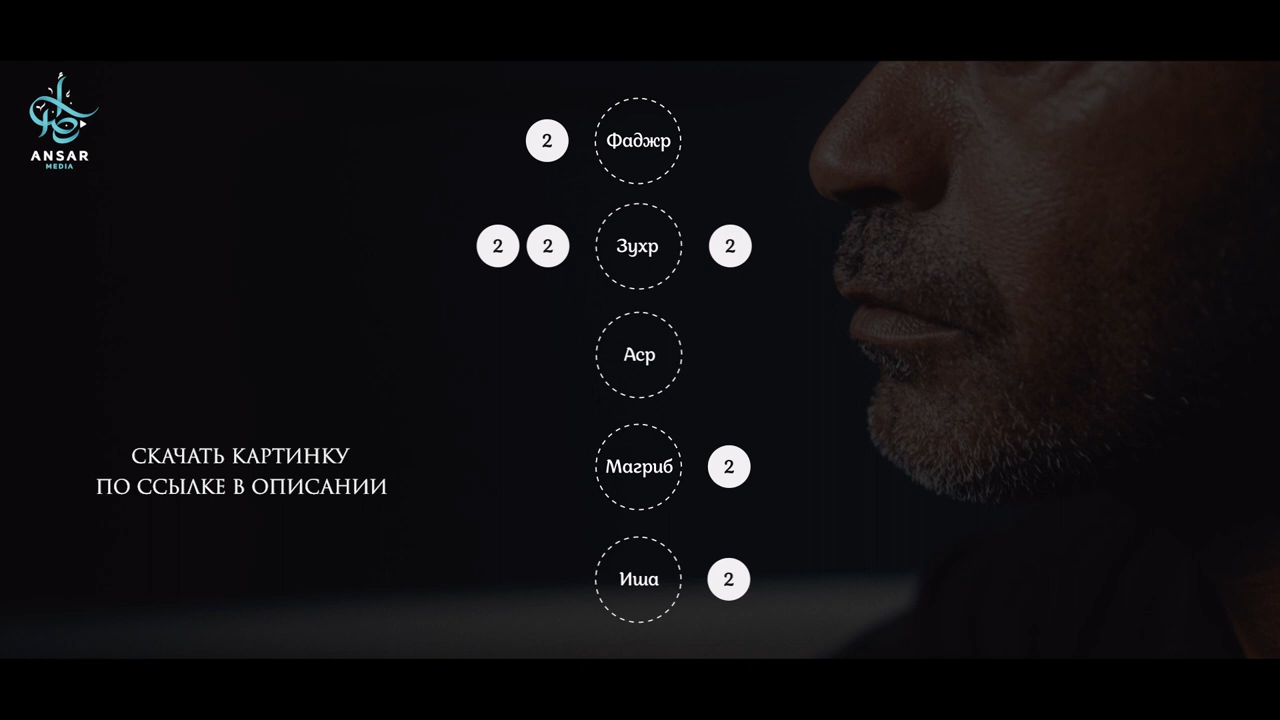 ANSAR
MEDIA
2 Фаджр
2 2 Зухр 2
Аср
Магриб 2
Иша 2
СКАЧАТЬ КАРТИНКУ
ПО ССЫЛКЕ В ОПИСАНИИ